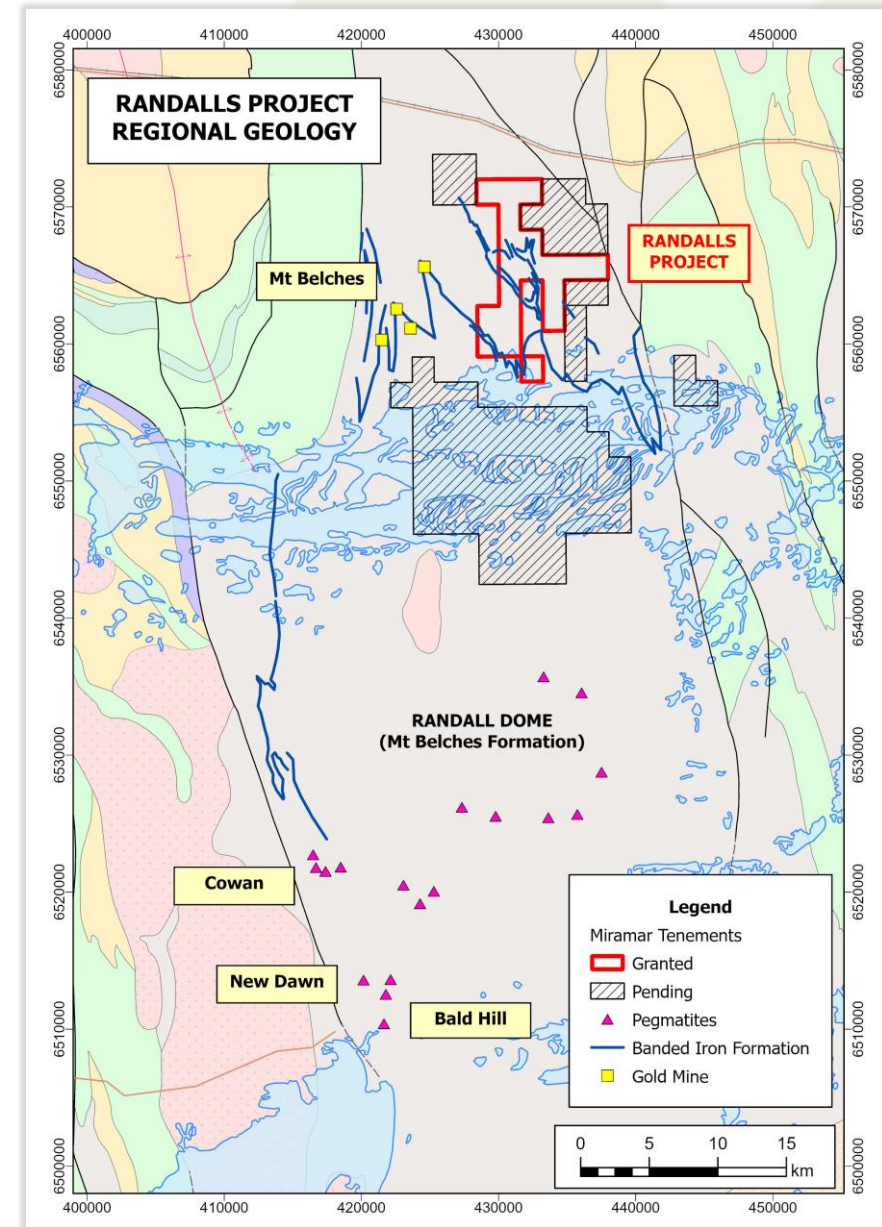 400000 410000 420000 430000 440000 4500000
6580000 6580000
RANDALLS PROJECT
REGIONAL GEOLOGY
6570000 6570000
RANDALLS
PROJECT
Mt Belches
6560000 6560000
6550000 6550000
6540000 6540000
RANDALL DOME
(Mt Belches Formation)
6530000 6530000
Cowan
6520000 6520000
New Dawn
Bald Hill
6510000 6510000
6500000 6500000
Legend
Miramar Tenements
Granted
Pending
Pegmatites
Banded Iron Formation
Gold Mine
0 5 10 15
km
400000 410000 420000 430000 440000 4500000